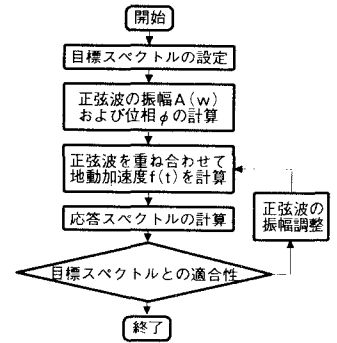 開始
目標スペクトルの設定
正弦波の振幅A(w)
および位相φの計算
正弦波を重ね合わせて
地動加速度f(t)を計算
応答スペクトルの計算
正弦波の
振幅調整
目標スペクトルとの適合性
終了